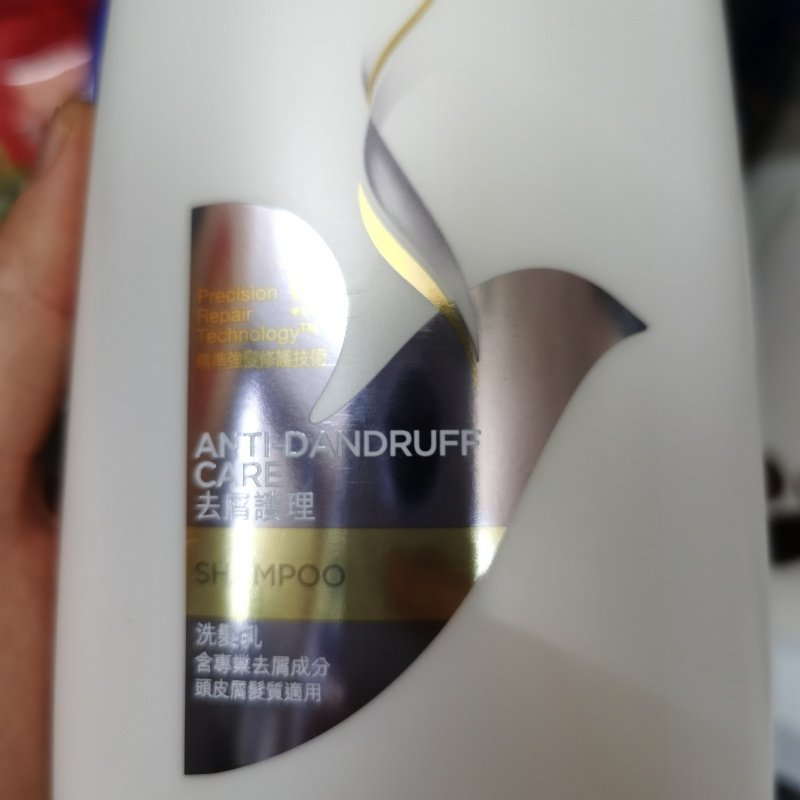 Precision
Repair
Technology™
精準強髮修護技術
ANTI-DANDRUFF
CARE
去屑護理
SHAMPOO
洗髮乳
含專業去屑成分
頭皮屑髮質適用